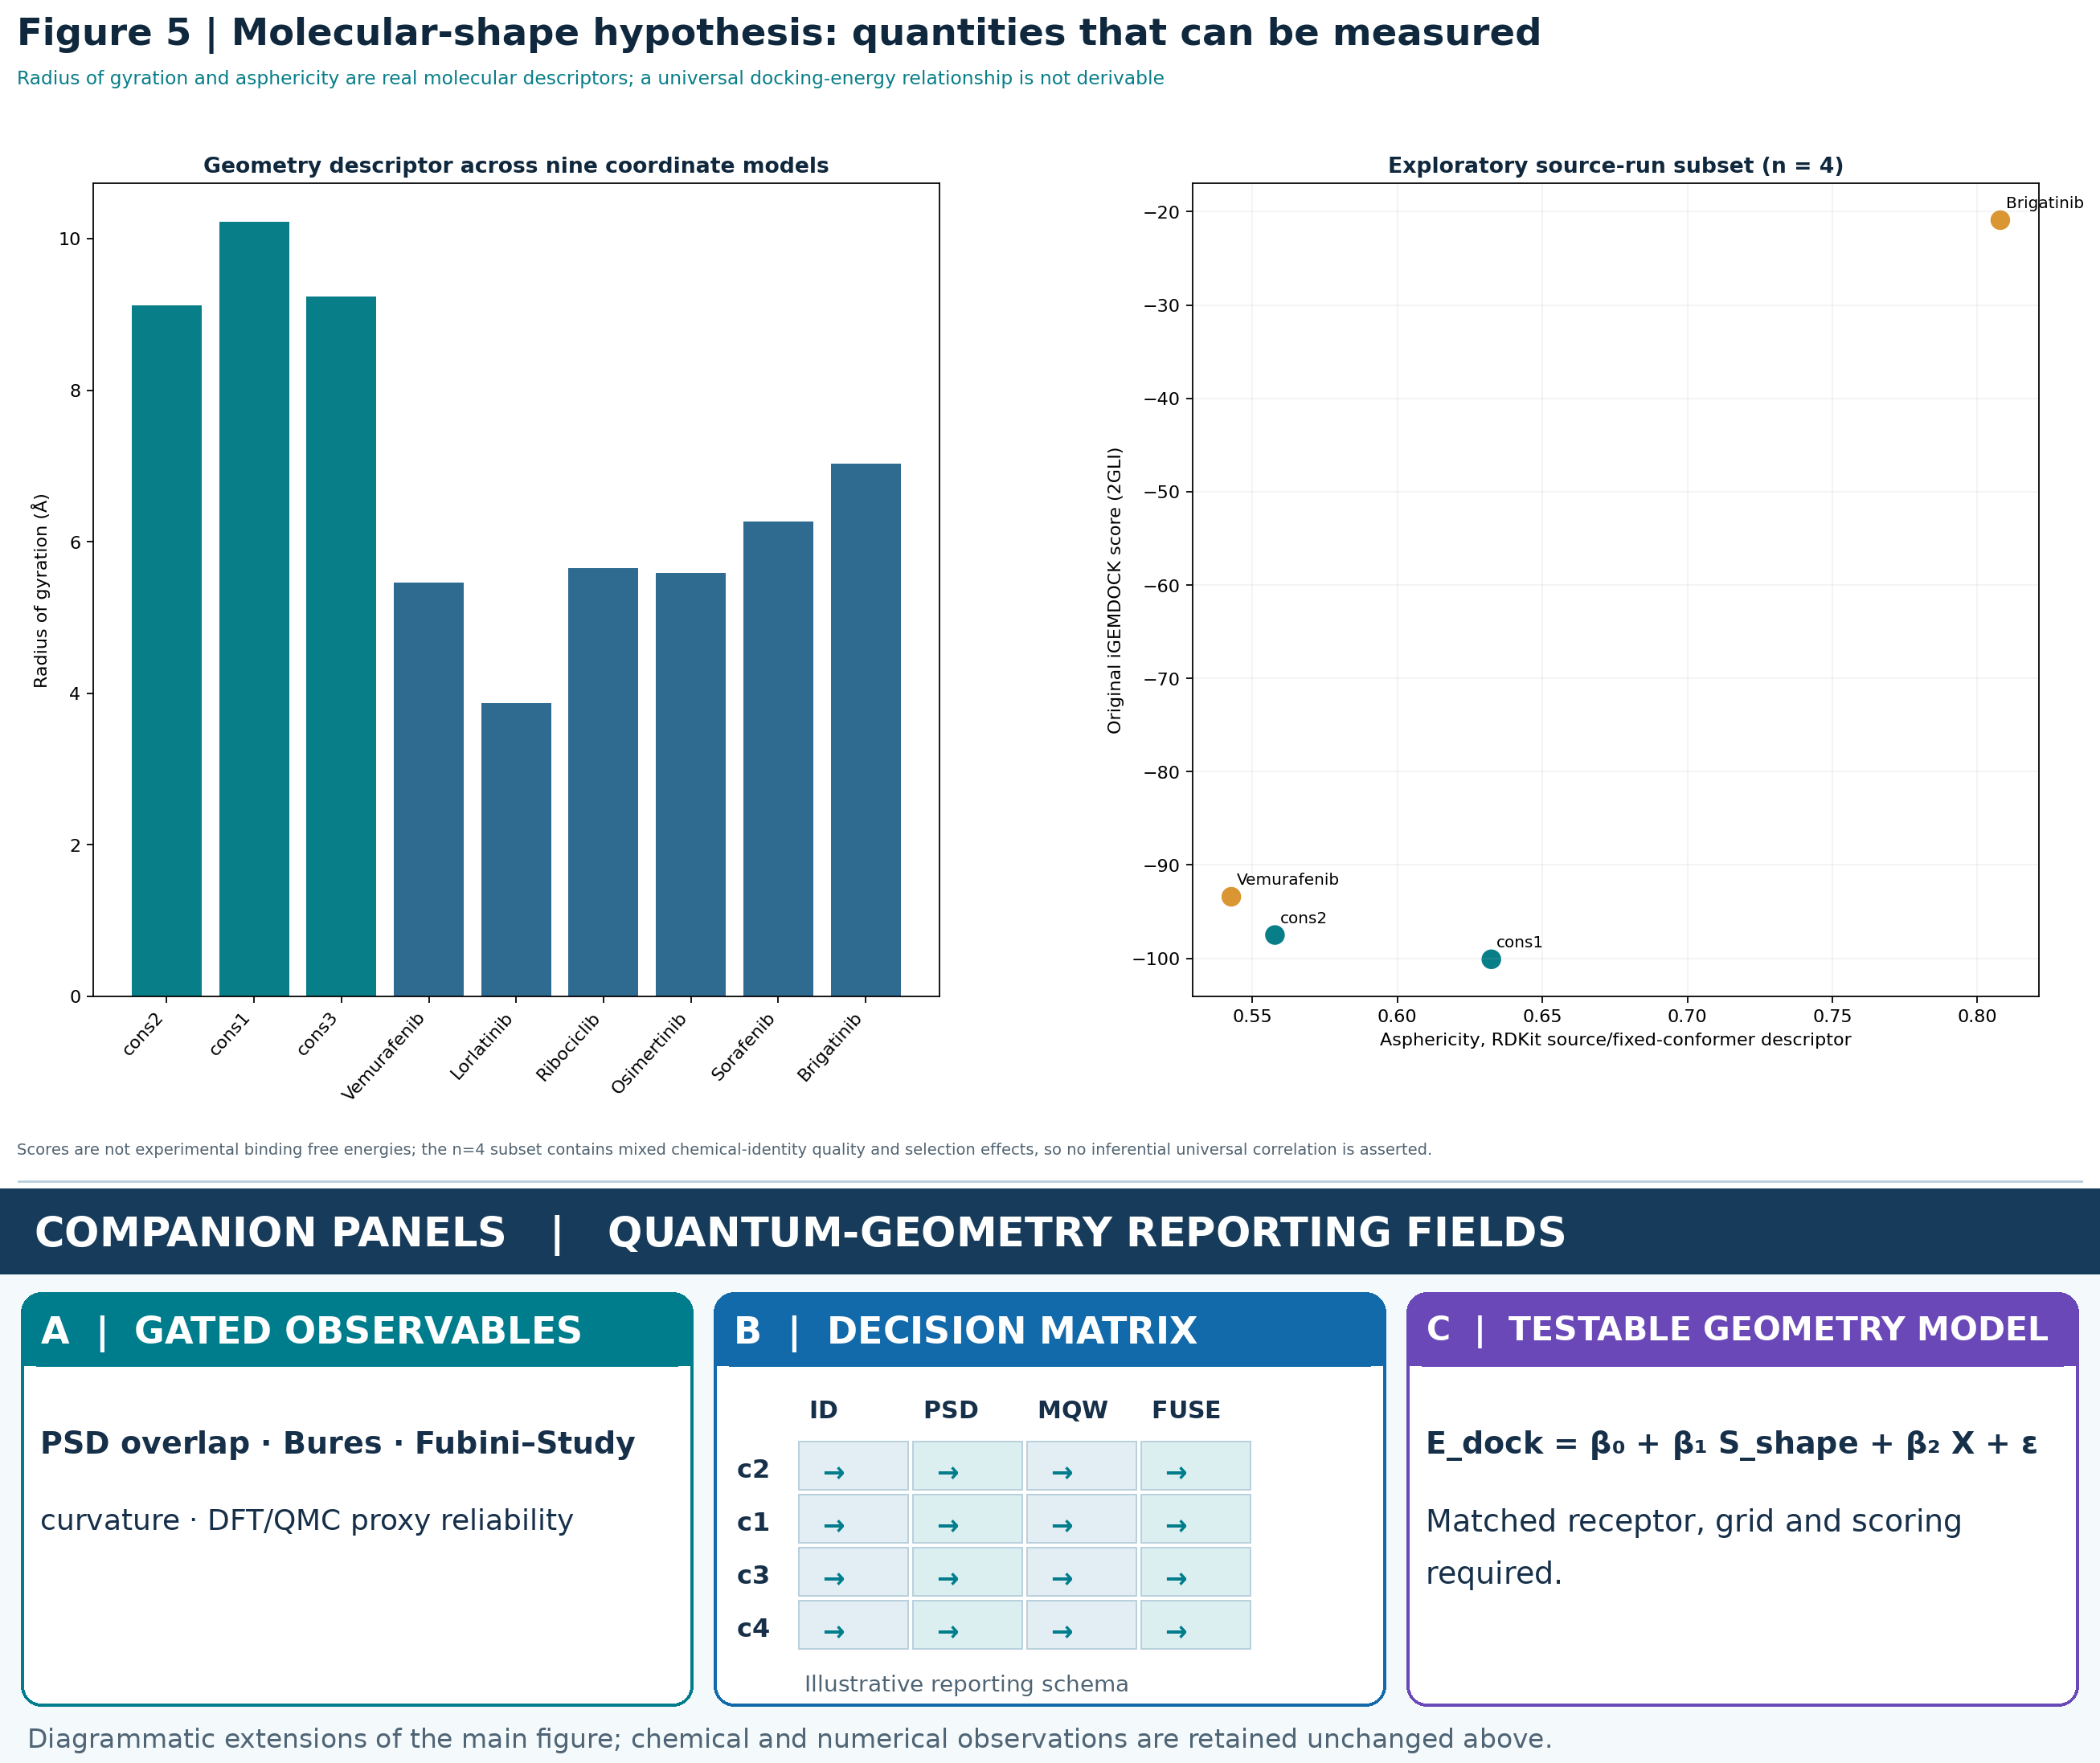 Figure 5 | Molecular-shape hypothesis: quantities that can be measured
Radius of gyration and asphericity are real molecular descriptors; a universal docking-energy relationship is not derivable
Geometry descriptor across nine coordinate models
Radius of gyration (Å)
10
8
6
4
2
0
cons2
cons1
cons3
Vemurafenib
Lorlatinib
Ribociclib
Osimertinib
Sorafenib
Brigatinib
Exploratory source-run subset (n = 4)
Original iGEMDOCK score (2GLI)
−20
−30
−40
−50
−60
−70
−80
−90
−100
Brigatinib
Vemurafenib
cons2
cons1
0.55
0.60
0.65
0.70
0.75
0.80
Asphericity, RDKit source/fixed-conformer descriptor
Scores are not experimental binding free energies; the n=4 subset contains mixed chemical-identity quality and selection effects, so no inferential universal correlation is asserted.
COMPANION PANELS | QUANTUM-GEOMETRY REPORTING FIELDS
A | GATED OBSERVABLES
PSD overlap · Bures · Fubini–Study
curvature · DFT/QMC proxy reliability
B | DECISION MATRIX
ID PSD MQW FUSE
c2 → → → →
c1 → → → →
c3 → → → →
c4 → → → →
Illustrative reporting schema
C | TESTABLE GEOMETRY MODEL
E_dock = β₀ + β₁ S_shape + β₂ X + ε
Matched receptor, grid and scoring
required.
Diagrammatic extensions of the main figure; chemical and numerical observations are retained unchanged above.